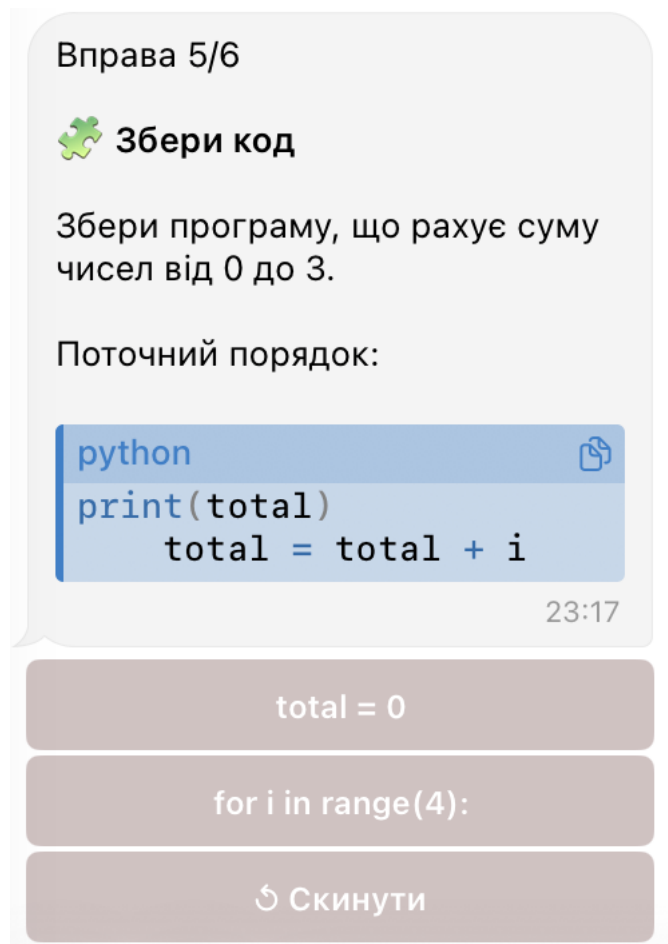 Вправа 5/6
🧩 Збери код
Збери програму, що рахує суму
чисел від 0 до 3.
Поточний порядок:
python
print(total)
    total = total + i
23:17
total = 0
for i in range(4):
↺ Скинути